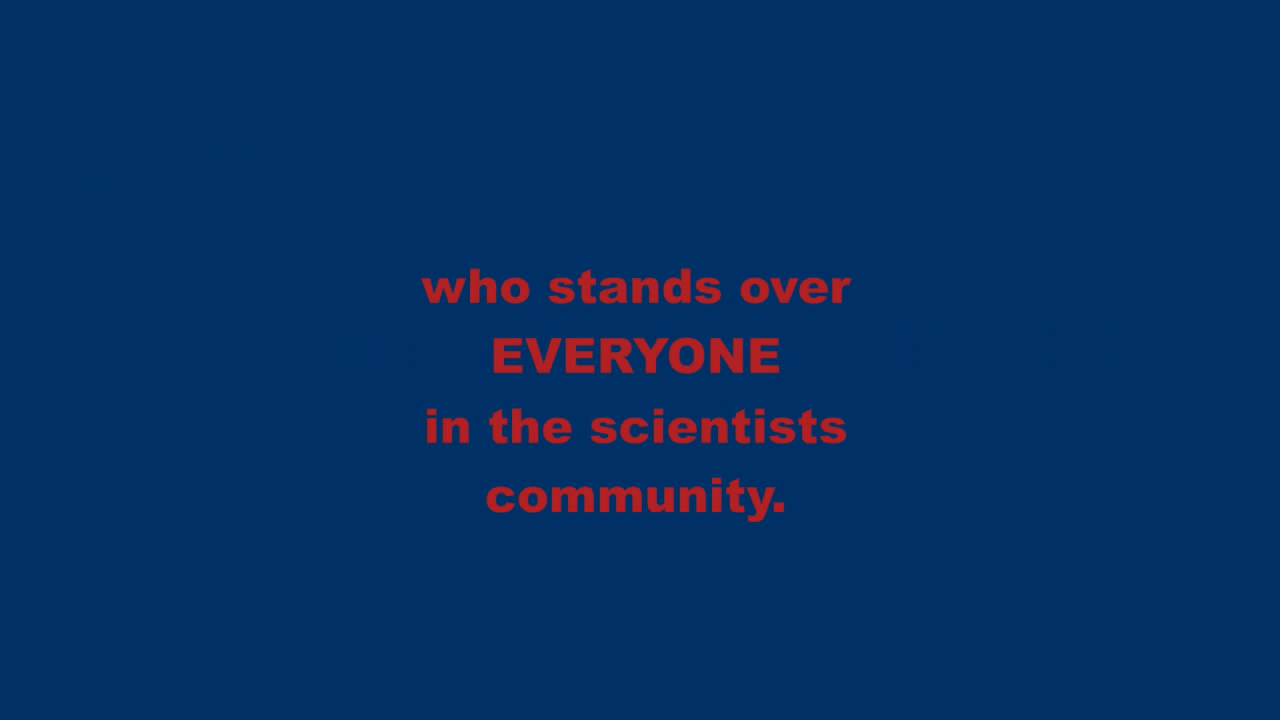 who stands over
EVERYONE
in the scientists
community.